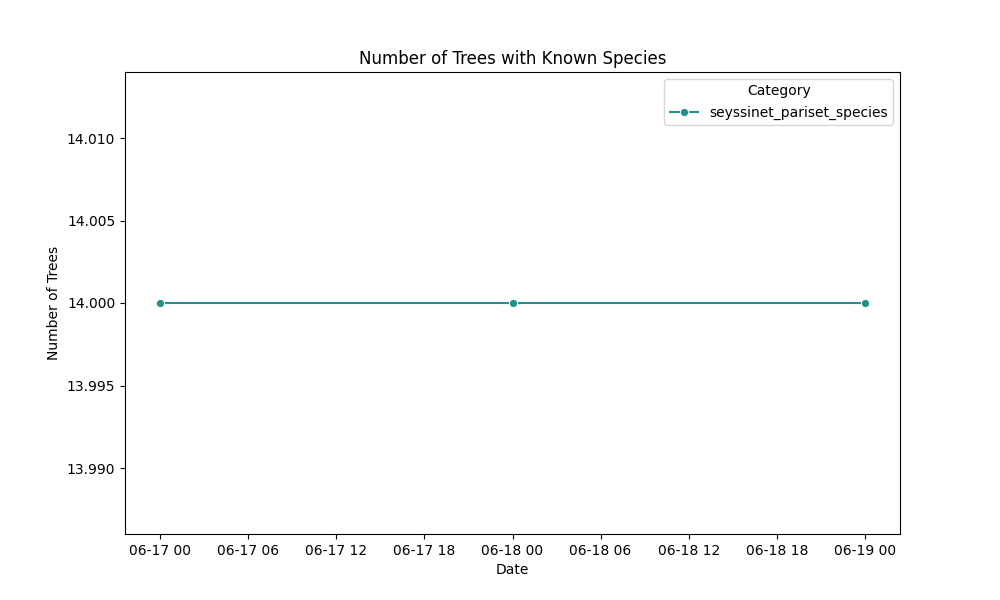 Number of Trees with Known Species
Category
seyssinet_pariset_species
14.010
14.005
14.000
13.995
13.990
Number of Trees
06-17 00
06-17 06
06-17 12
06-17 18
06-18 00
06-18 06
06-18 12
06-18 18
06-19 00
Date